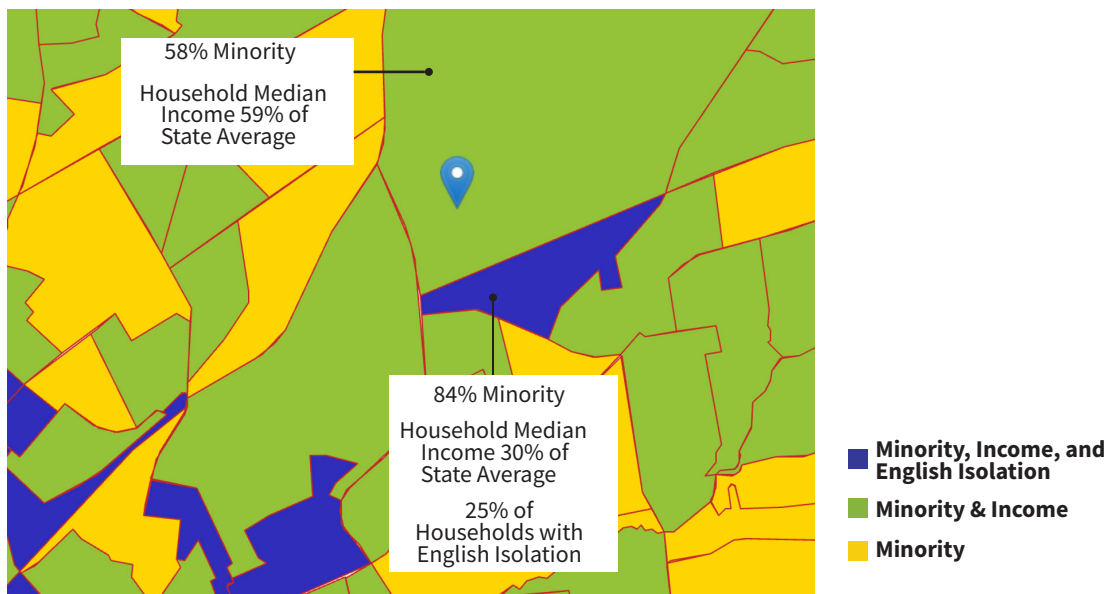 58% Minority
Household Median
Income 59% of
State Average
84% Minority
Household Median
Income 30% of
State Average
25% of
Households with
English Isolation
Minority, Income, and
English Isolation
Minority & Income
Minority